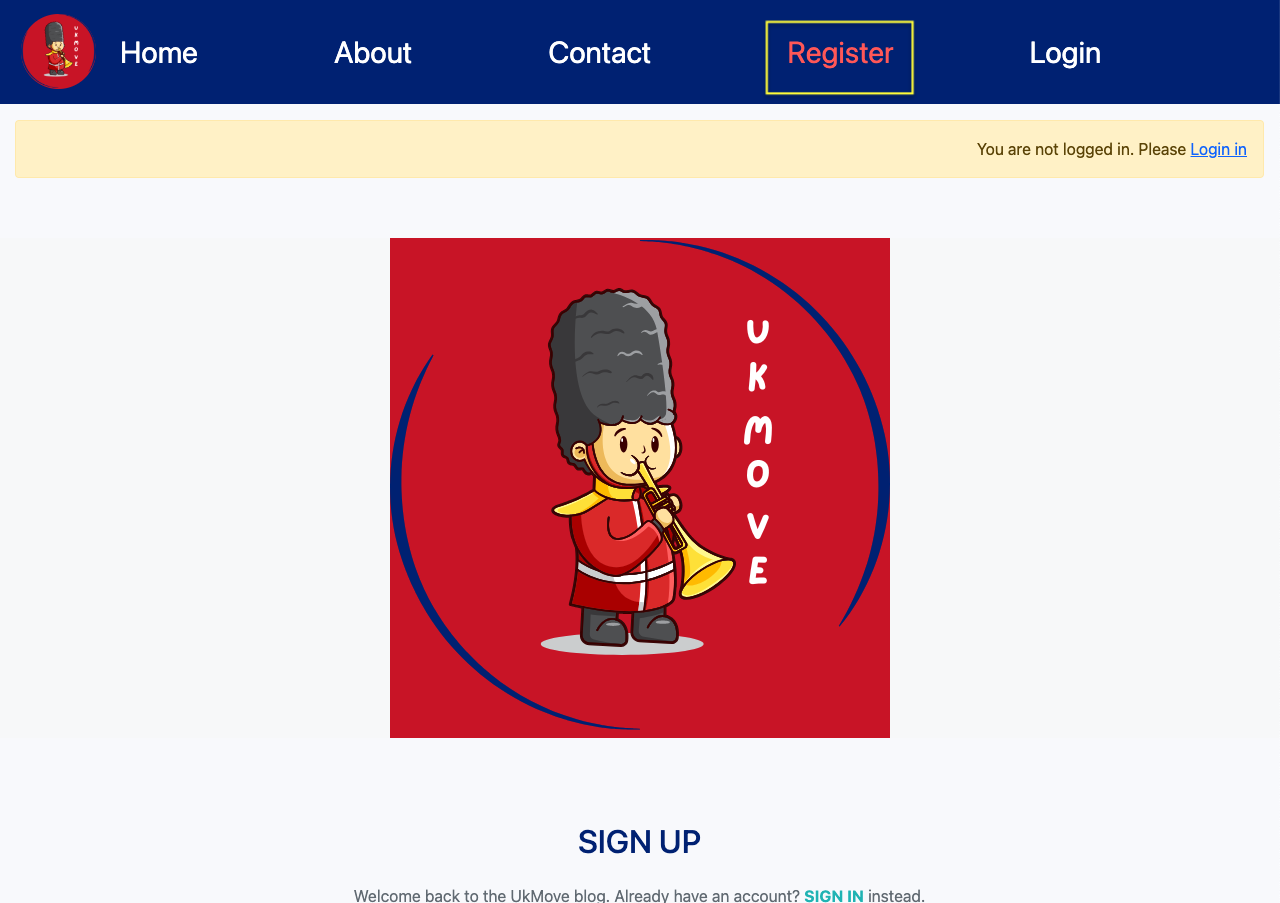 UKMOVE
Home About Contact Register Login
You are not logged in. Please Login in
U
K
M
O
V
E
SIGN UP
Welcome back to the UkMove blog. Already have an account? SIGN IN instead.